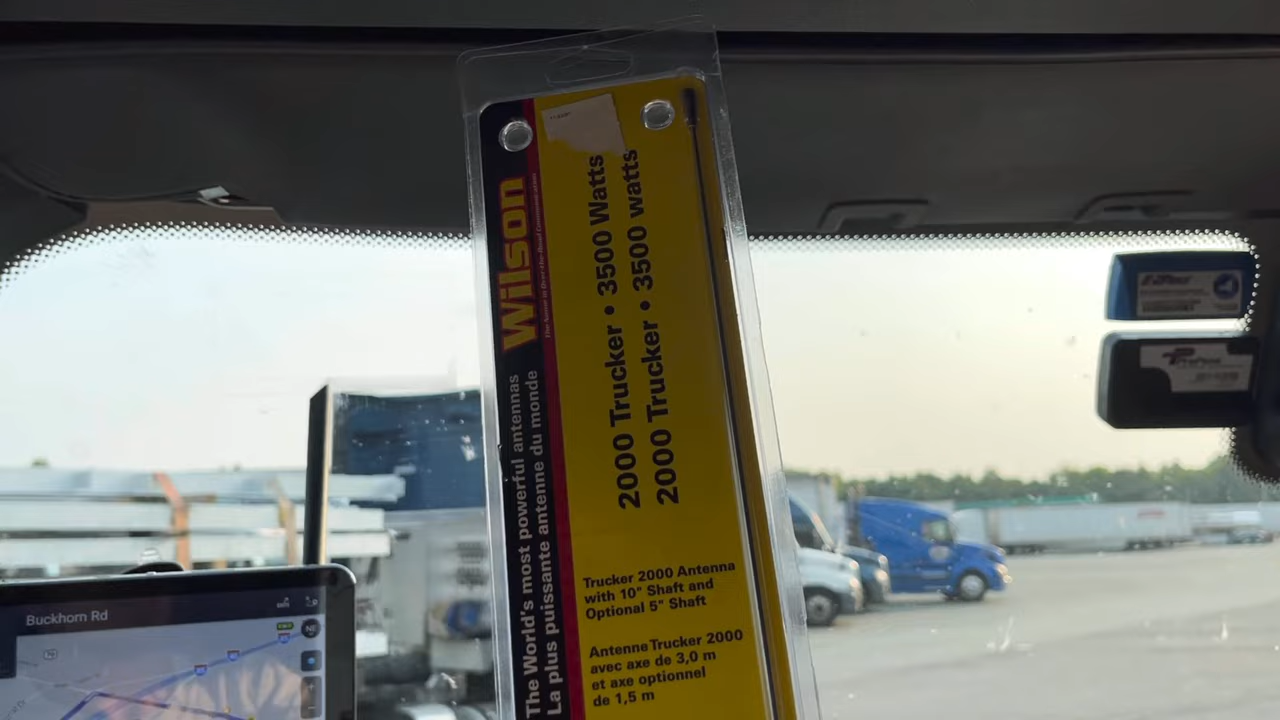 Wilson
The World's most powerful antennas
La plus puissante antenne du monde
2000 Trucker • 3500 Watts
2000 Trucker • 3500 watts
Trucker 2000 Antenna
with 10" Shaft and
Optional 5" Shaft
Antenne Trucker 2000
avec axe de 3,0 m
et axe optionnel
de 1,5 m
Buckhorn Rd
PrePass